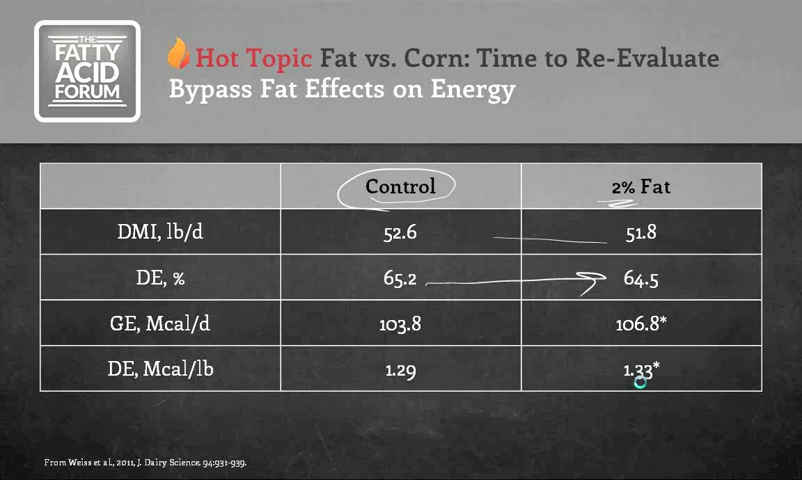 THE
FATTY
ACID
FORUM
Hot Topic Fat vs. Corn: Time to Re-Evaluate
Bypass Fat Effects on Energy
Control 2% Fat
DMI, lb/d 52.6 51.8
DE, % 65.2 64.5
GE, Mcal/d 103.8 106.8*
DE, Mcal/lb 1.29 1.33*
From Weiss et al., 2011, J. Dairy Science. 94:931-939.